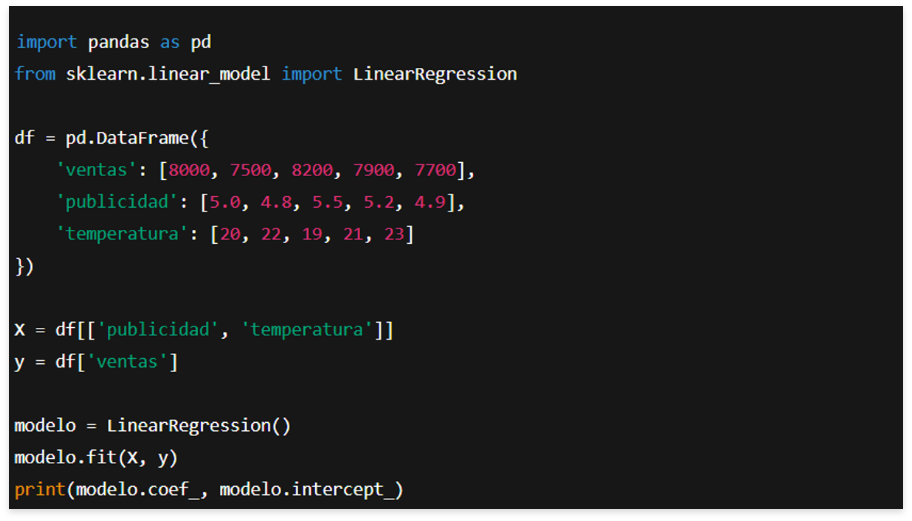 import pandas as pd
from sklearn.linear_model import LinearRegression
df = pd.DataFrame({
    'ventas': [8000, 7500, 8200, 7900, 7700],
    'publicidad': [5.0, 4.8, 5.5, 5.2, 4.9],
    'temperatura': [20, 22, 19, 21, 23]
})
X = df[['publicidad', 'temperatura']]
y = df['ventas']
modelo = LinearRegression()
modelo.fit(X, y)
print(modelo.coef_, modelo.intercept_)